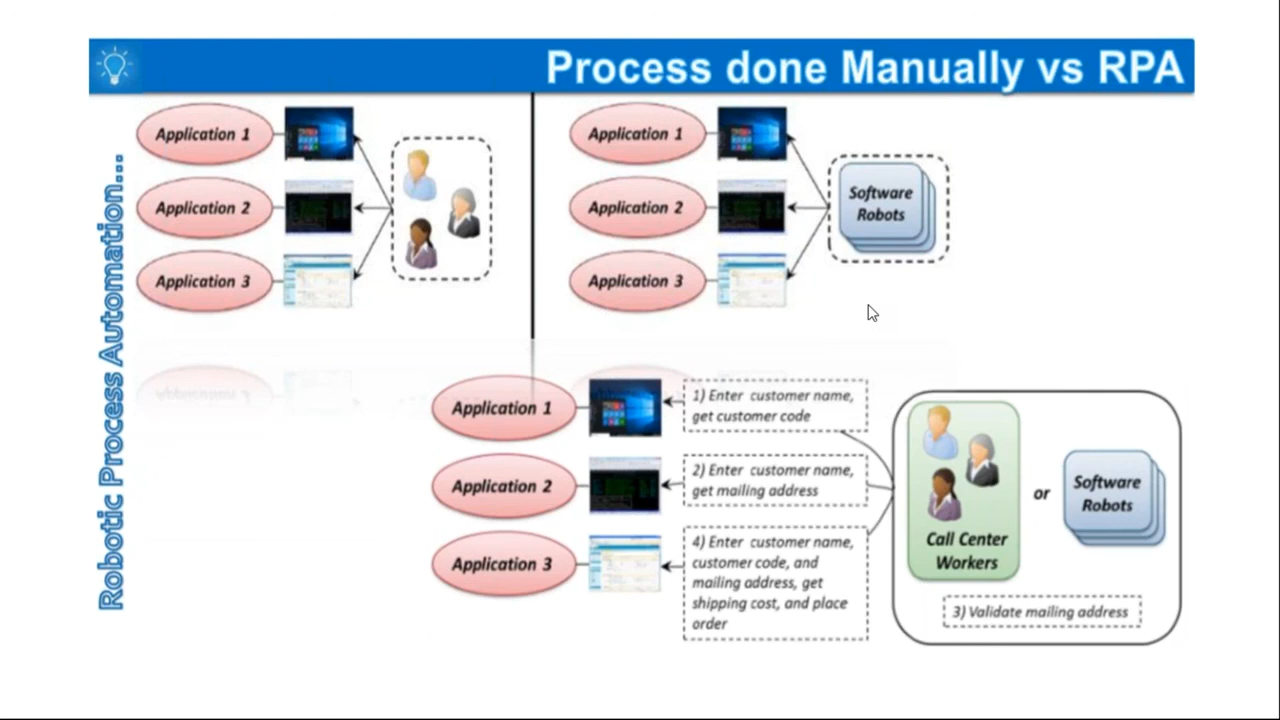 Process done Manually vs RPA
Robotic Process Automation...
Application 1
Application 2
Application 3
Application 1
Application 2
Application 3
Software
Robots
Application 1
Application 2
Application 3
1) Enter customer name,
get customer code
2) Enter customer name,
get mailing address
4) Enter customer name,
customer code, and
mailing address, get
shipping cost, and place
order
Call Center
Workers
or
Software
Robots
3) Validate mailing address